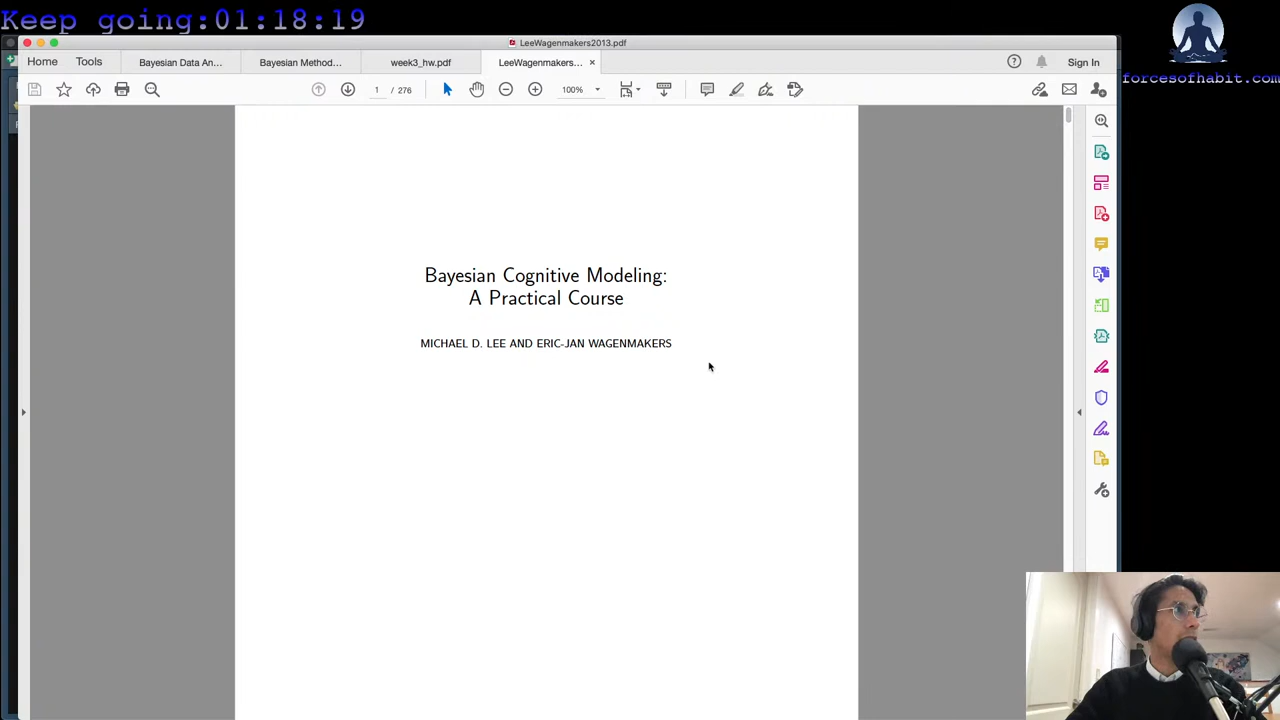 Keep going:01:18:19
LeeWagenmakers2013.pdf
Home
Tools
Bayesian Data An...
Bayesian Method...
week3_hw.pdf
LeeWagenmakers...
Sign In
forcesofhabit.com
1 / 276
100%
Bayesian Cognitive Modeling:
A Practical Course
MICHAEL D. LEE AND ERIC-JAN WAGENMAKERS